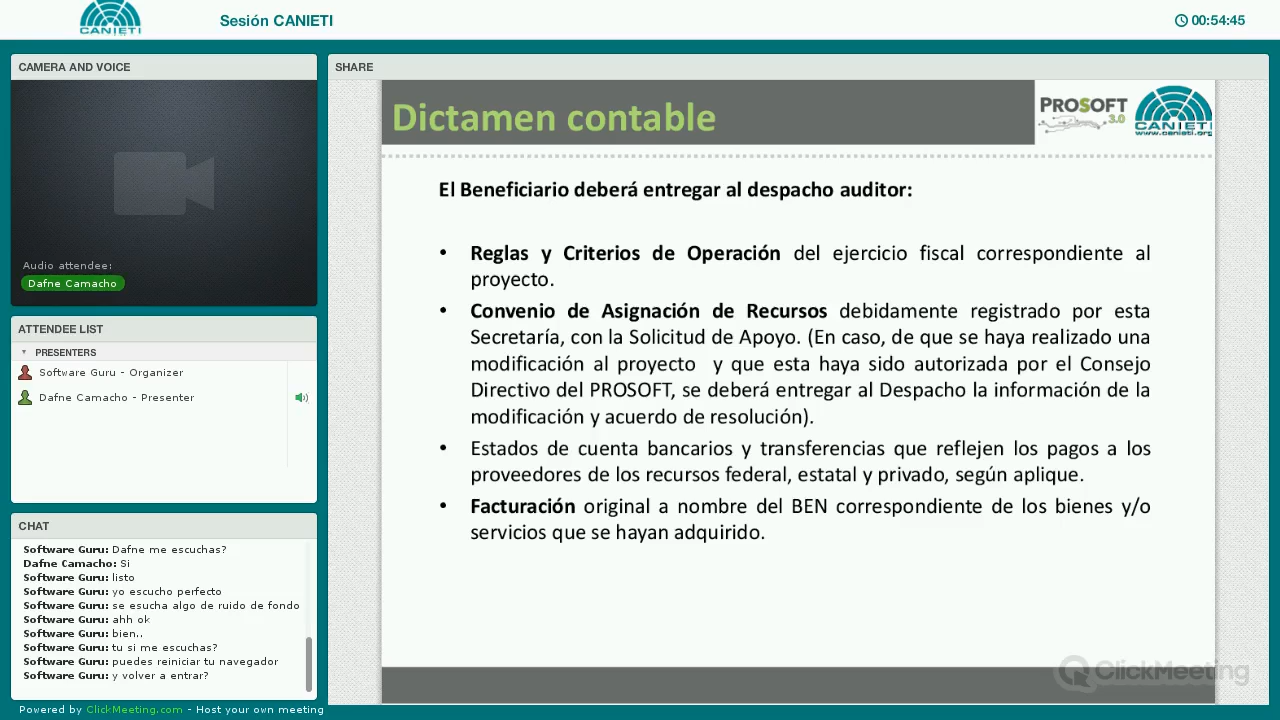 CANIETI
Sesión CANIETI
00:54:45
CAMERA AND VOICE
Audio attendee:
Dafne Camacho
ATTENDEE LIST
PRESENTERS
Software Guru - Organizer
Dafne Camacho - Presenter
CHAT
Software Guru: Dafne me escuchas?
Dafne Camacho: Si
Software Guru: listo
Software Guru: yo escucho perfecto
Software Guru: se esucha algo de ruido de fondo
Software Guru: ahh ok
Software Guru: bien..
Software Guru: tu si me escuchas?
Software Guru: puedes reiniciar tu navegador
Software Guru: y volver a entrar?
Powered by ClickMeeting.com - Host your own meeting
SHARE
Dictamen contable
PROSOFT
3.0
CANIETI
www.canieti.org
El Beneficiario deberá entregar al despacho auditor:
• Reglas y Criterios de Operación del ejercicio fiscal correspondiente al
proyecto.
• Convenio de Asignación de Recursos debidamente registrado por esta
Secretaría, con la Solicitud de Apoyo. (En caso, de que se haya realizado una
modificación al proyecto y que esta haya sido autorizada por el Consejo
Directivo del PROSOFT, se deberá entregar al Despacho la información de la
modificación y acuerdo de resolución).
• Estados de cuenta bancarios y transferencias que reflejen los pagos a los
proveedores de los recursos federal, estatal y privado, según aplique.
• Facturación original a nombre del BEN correspondiente de los bienes y/o
servicios que se hayan adquirido.
ClickMeeting